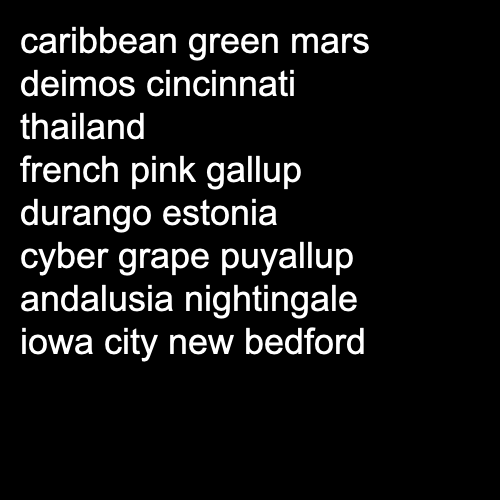 caribbean green mars
deimos cincinnati
thailand
french pink gallup
durango estonia
cyber grape puyallup
andalusia nightingale
iowa city new bedford